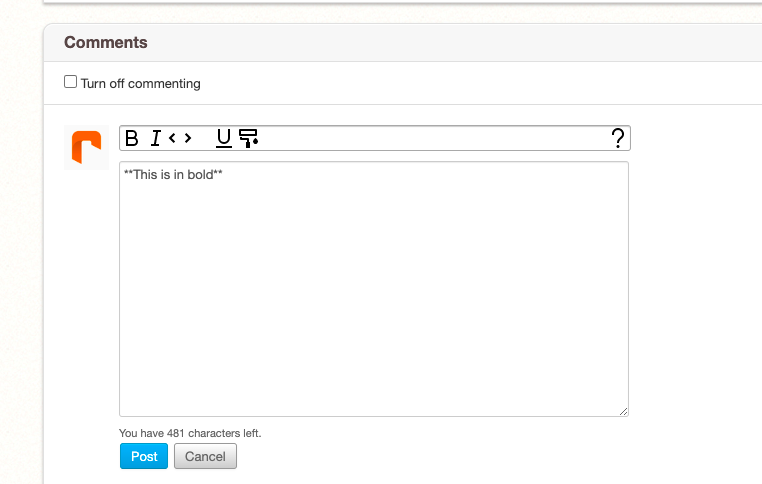 Comments
Turn off commenting
B I < > U ?
**This is in bold**
You have 481 characters left.
Post Cancel